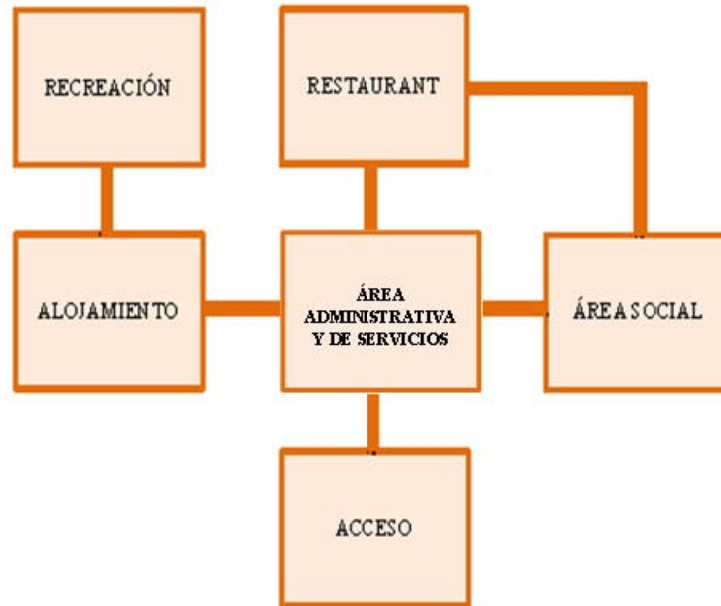 RECREACIÓN
RESTAURANT
ALOJAMIENTO
ÁREA
ADMINISTRATIVA
Y DE SERVICIOS
ÁREA SOCIAL
ACCESO